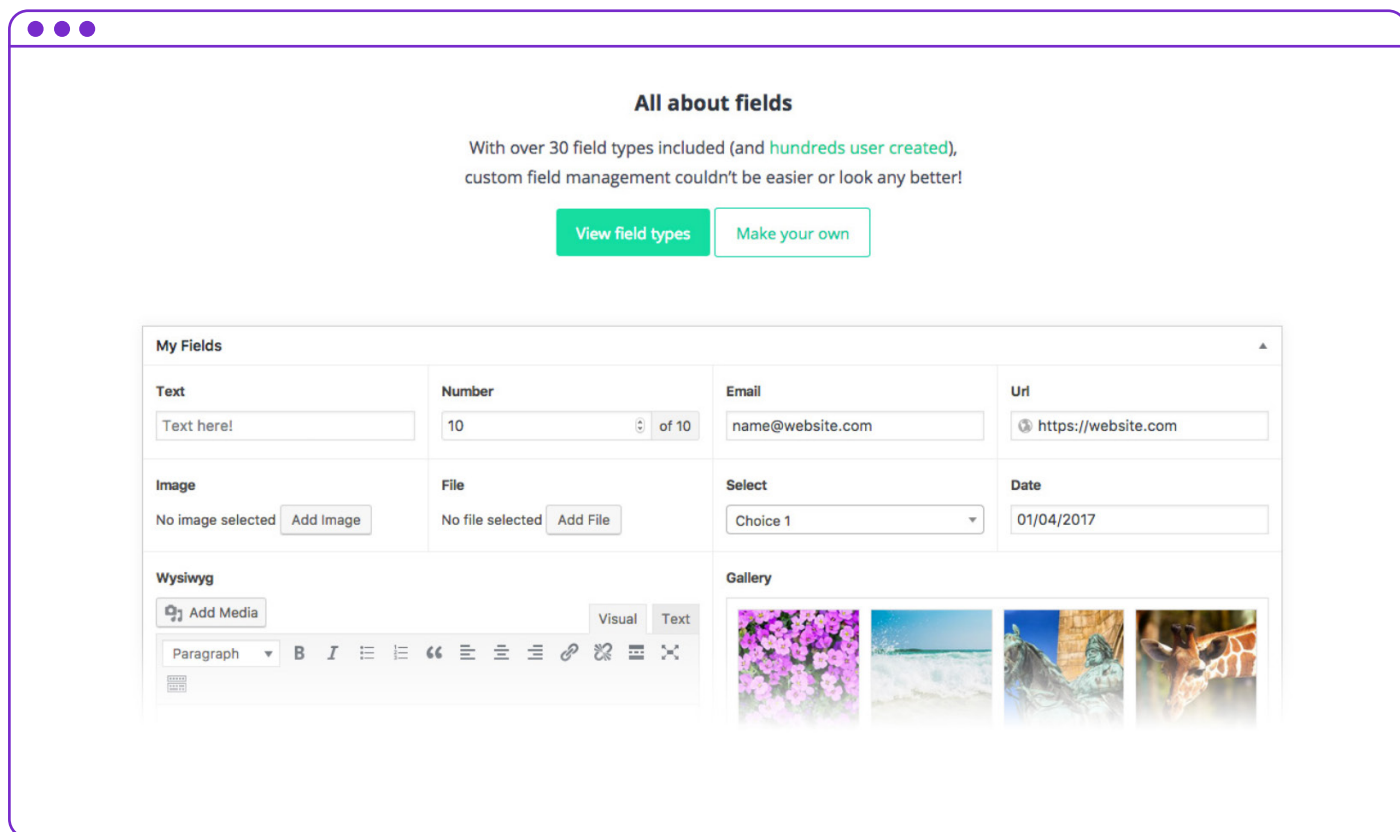 All about fields
With over 30 field types included (and hundreds user created),
custom field management couldn't be easier or look any better!
View field types Make your own
My Fields
Text Number Email Url
Text here! 10 of 10 name@website.com https://website.com
Image File Select Date
No image selected Add Image No file selected Add File Choice 1 01/04/2017
Wysiwyg Gallery
Add Media Visual Text
Paragraph B I